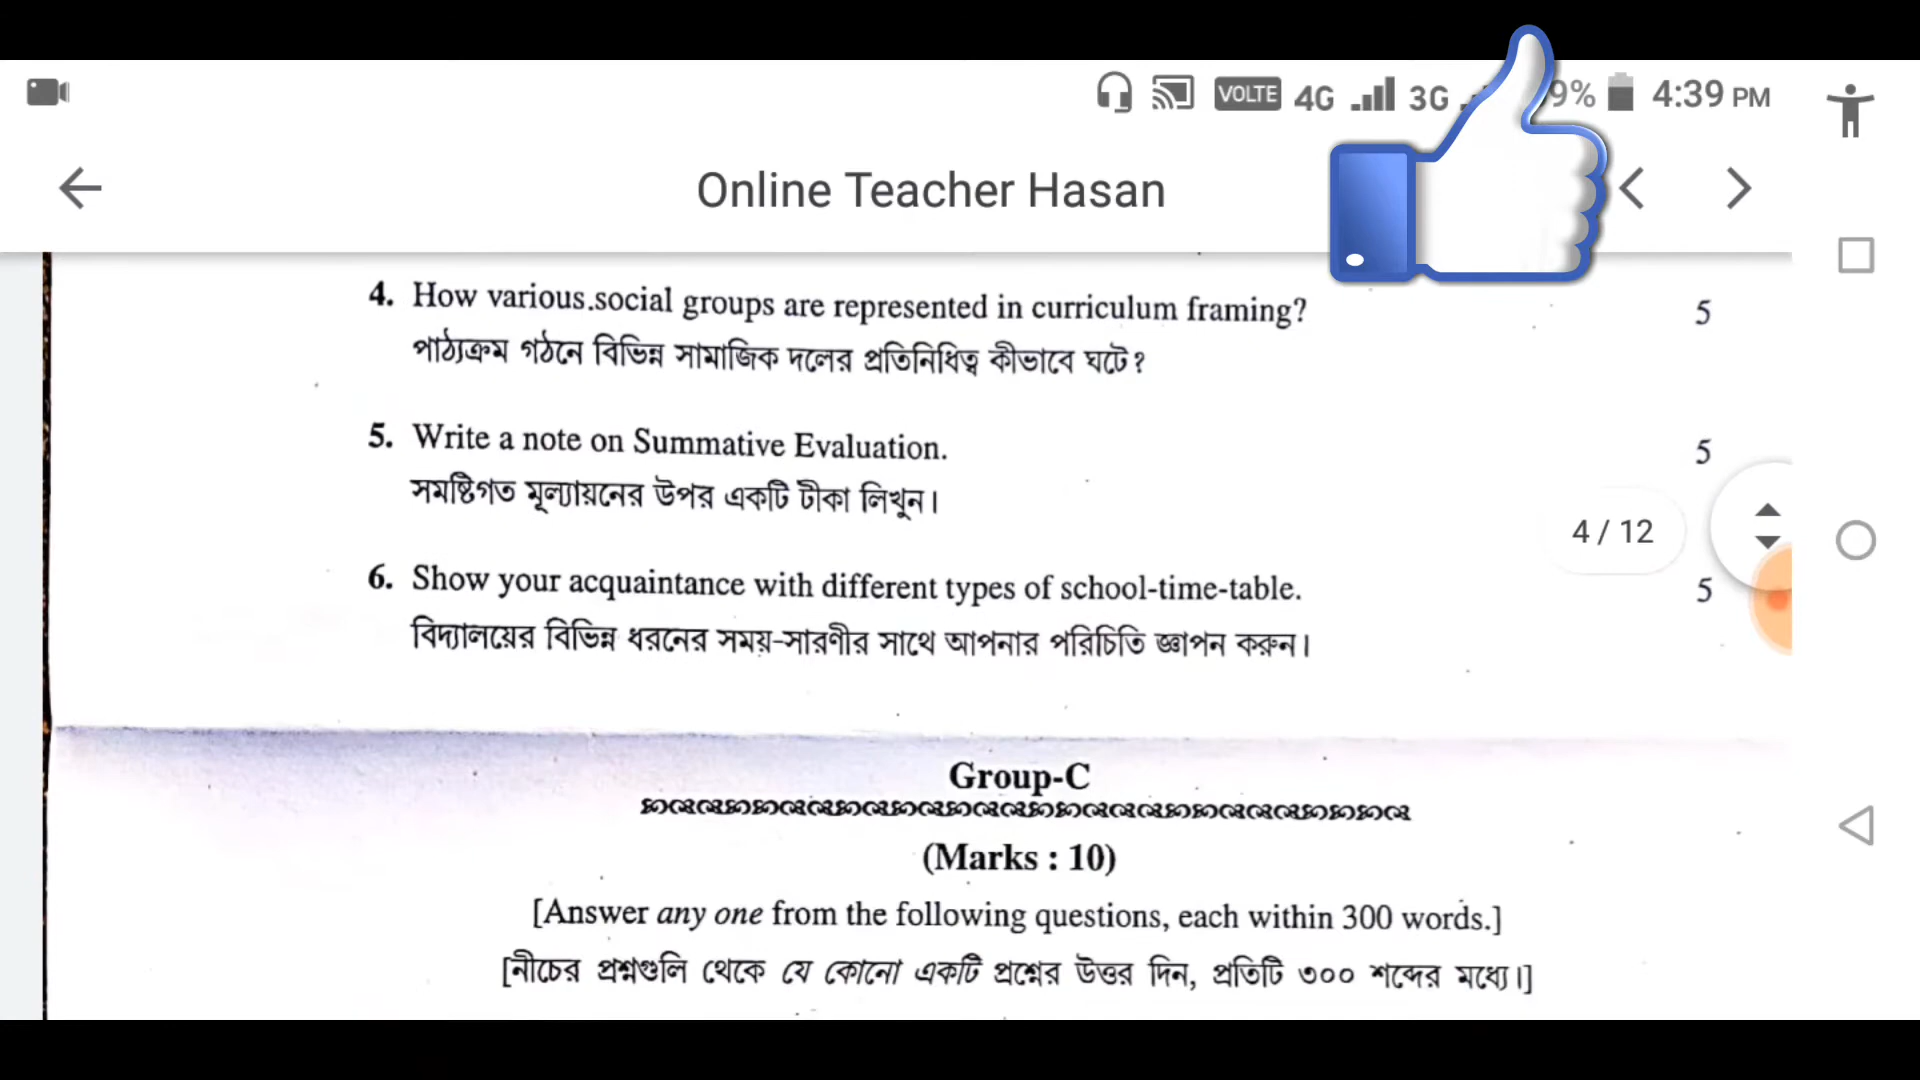 VOLTE 4G 3G 9% 4:39 PM
Online Teacher Hasan
4. How various.social groups are represented in curriculum framing? 5
পাঠ্যক্রম গঠনে বিভিন্ন সামাজিক দলের প্রতিনিধিত্ব কীভাবে ঘটে?
5. Write a note on Summative Evaluation. 5
সমষ্টিগত মূল্যায়নের উপর একটি টীকা লিখুন।
4 / 12
6. Show your acquaintance with different types of school-time-table. 5
বিদ্যালয়ের বিভিন্ন ধরনের সময়-সারণীর সাথে আপনার পরিচিতি জ্ঞাপন করুন।
Group-C
(Marks : 10)
[Answer any one from the following questions, each within 300 words.]
[নীচের প্রশ্নগুলি থেকে যে কোনো একটি প্রশ্নের উত্তর দিন, প্রতিটি ৩০০ শব্দের মধ্যে।]